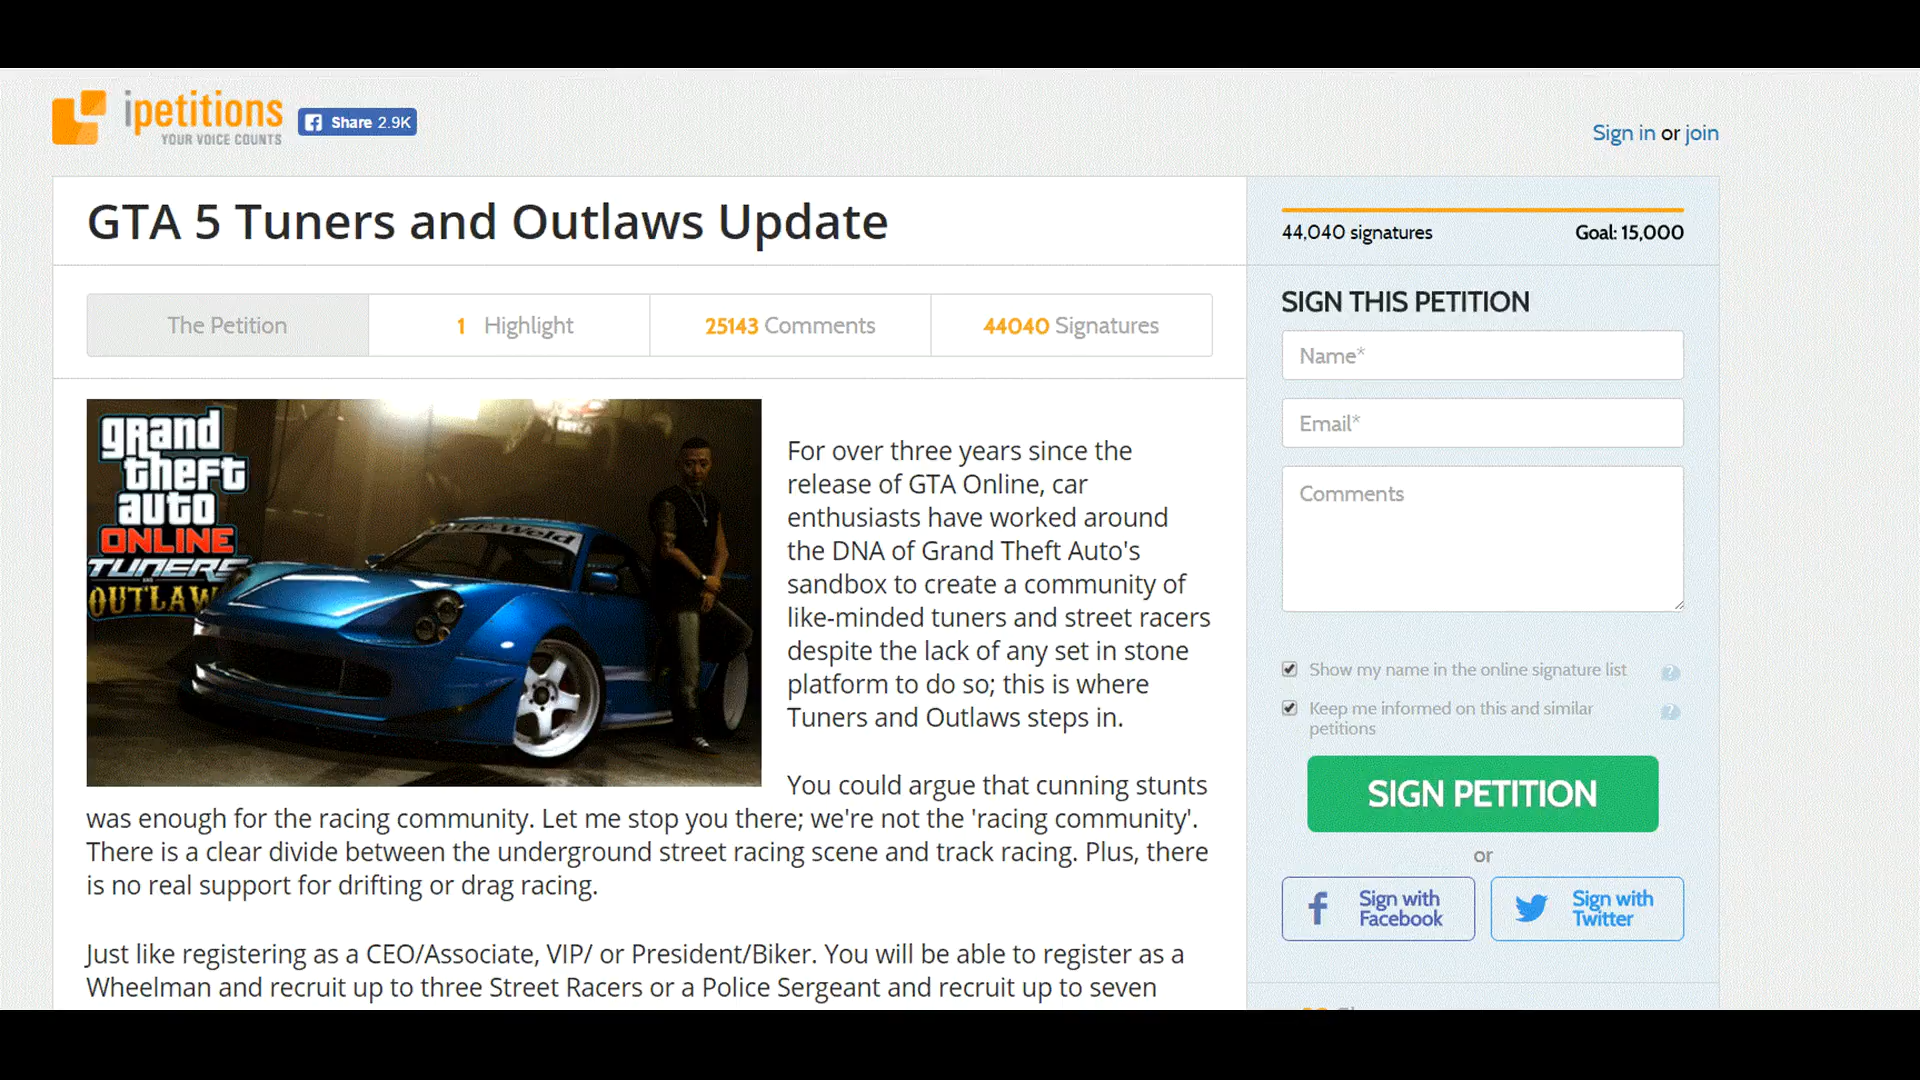 ipetitions
YOUR VOICE COUNTS
Share 2.9K
Sign in or join
GTA 5 Tuners and Outlaws Update
44,040 signatures
Goal: 15,000
The Petition
1 Highlight
25143 Comments
44040 Signatures
SIGN THIS PETITION
Name*
Email*
Comments
Show my name in the online signature list
?
Keep me informed on this and similar
petitions
?
SIGN PETITION
or
Sign with
Facebook
Sign with
Twitter
grand
theft
auto
ONLINE
TUNERS
AND
OUTLAW
For over three years since the
release of GTA Online, car
enthusiasts have worked around
the DNA of Grand Theft Auto's
sandbox to create a community of
like-minded tuners and street racers
despite the lack of any set in stone
platform to do so; this is where
Tuners and Outlaws steps in.
You could argue that cunning stunts
was enough for the racing community. Let me stop you there; we're not the 'racing community'.
There is a clear divide between the underground street racing scene and track racing. Plus, there
is no real support for drifting or drag racing.
Just like registering as a CEO/Associate, VIP/ or President/Biker. You will be able to register as a
Wheelman and recruit up to three Street Racers or a Police Sergeant and recruit up to seven